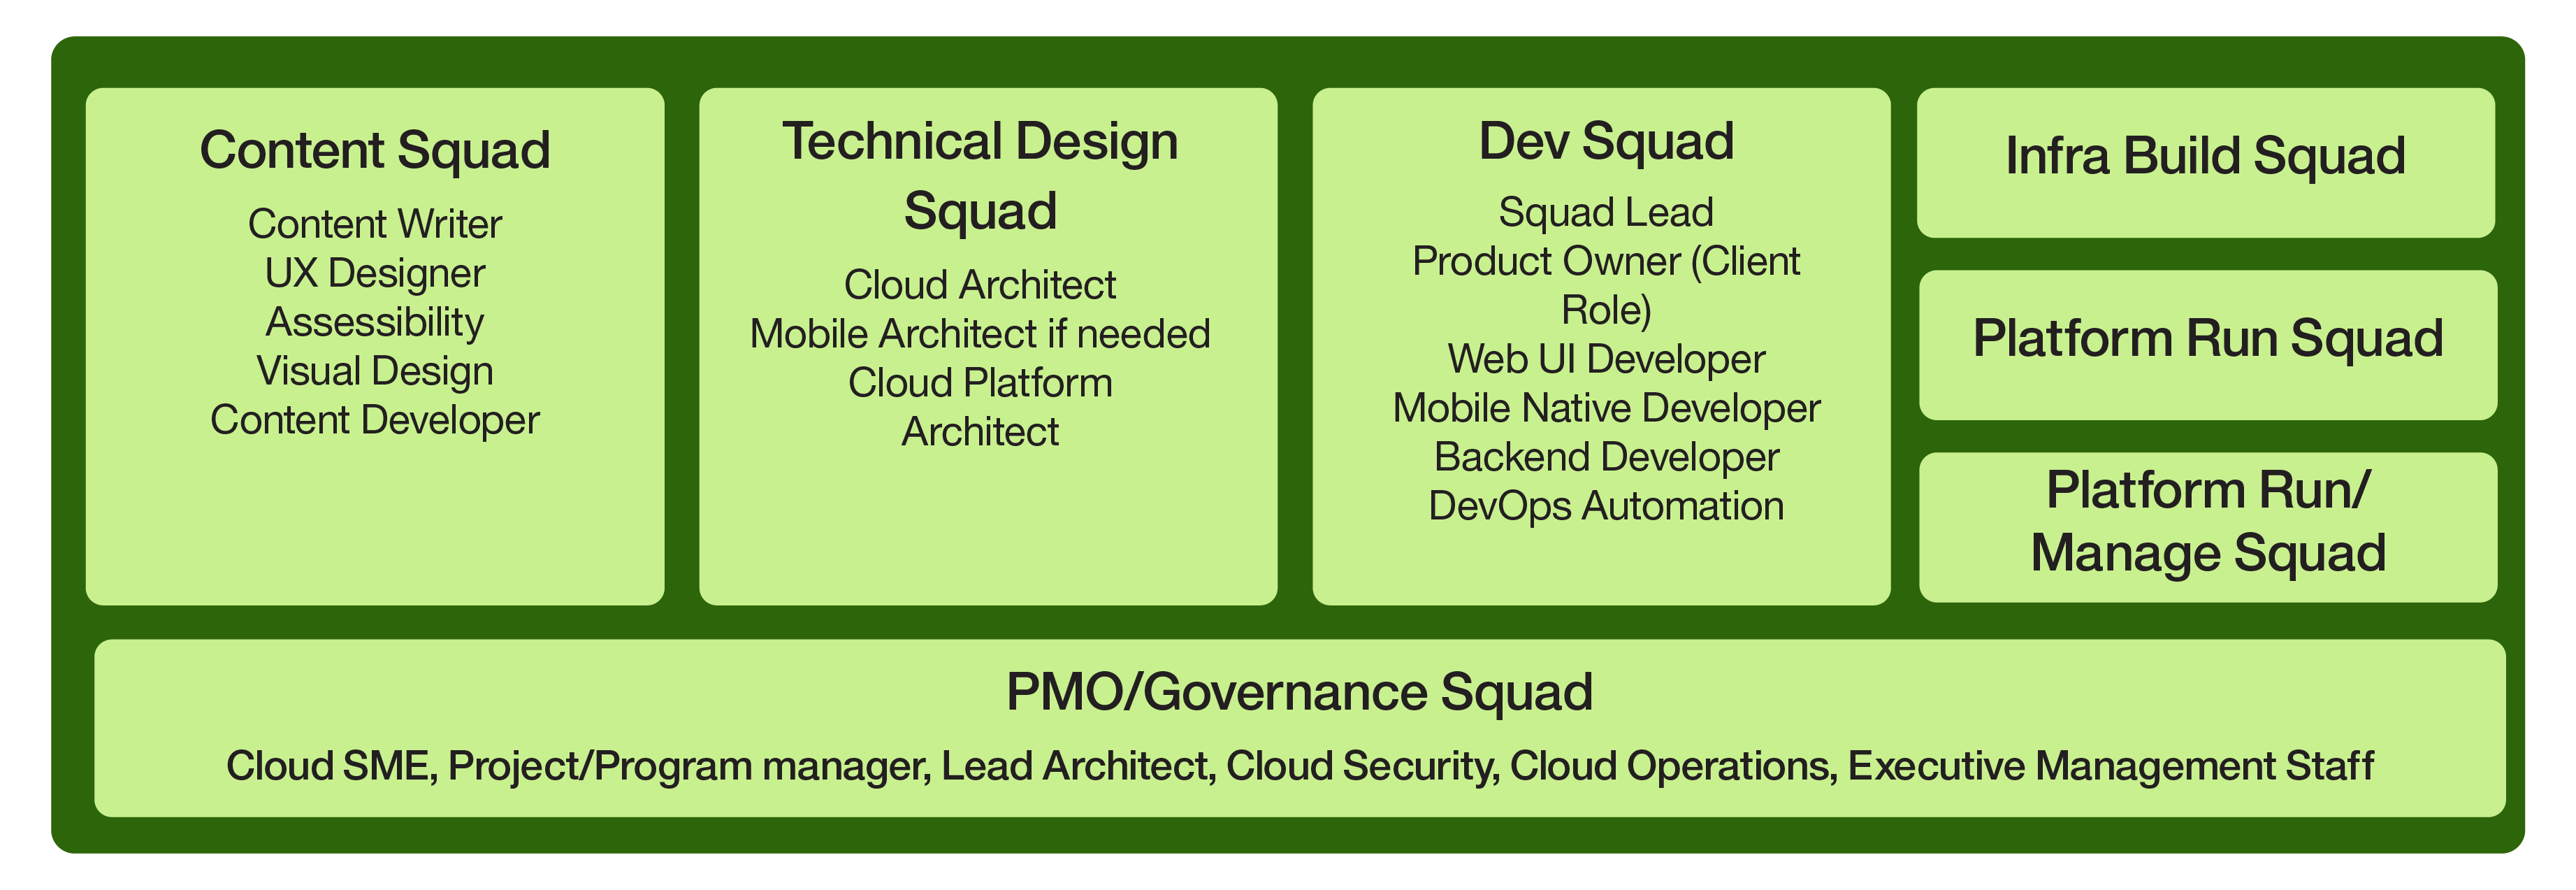 Content Squad
Content Writer
UX Designer
Assessibility
Visual Design
Content Developer
Technical Design
Squad
Cloud Architect
Mobile Architect if needed
Cloud Platform
Architect
Dev Squad
Squad Lead
Product Owner (Client
Role)
Web UI Developer
Mobile Native Developer
Backend Developer
DevOps Automation
Infra Build Squad
Platform Run Squad
Platform Run/
Manage Squad
PMO/Governance Squad
Cloud SME, Project/Program manager, Lead Architect, Cloud Security, Cloud Operations, Executive Management Staff